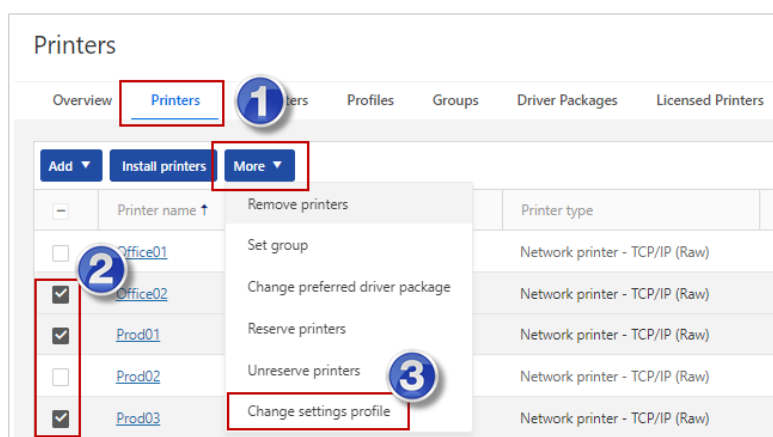 Printers
Overview Printers 1 ters Profiles Groups Driver Packages Licensed Printers
Add Install printers More
Printer name Remove printers Printer type
Office01 Set group Network printer - TCP/IP (Raw)
2
Office02 Change preferred driver package Network printer - TCP/IP (Raw)
Prod01 Reserve printers Network printer - TCP/IP (Raw)
Prod02 Unreserve printers 3 Network printer - TCP/IP (Raw)
Prod03 Change settings profile Network printer - TCP/IP (Raw)